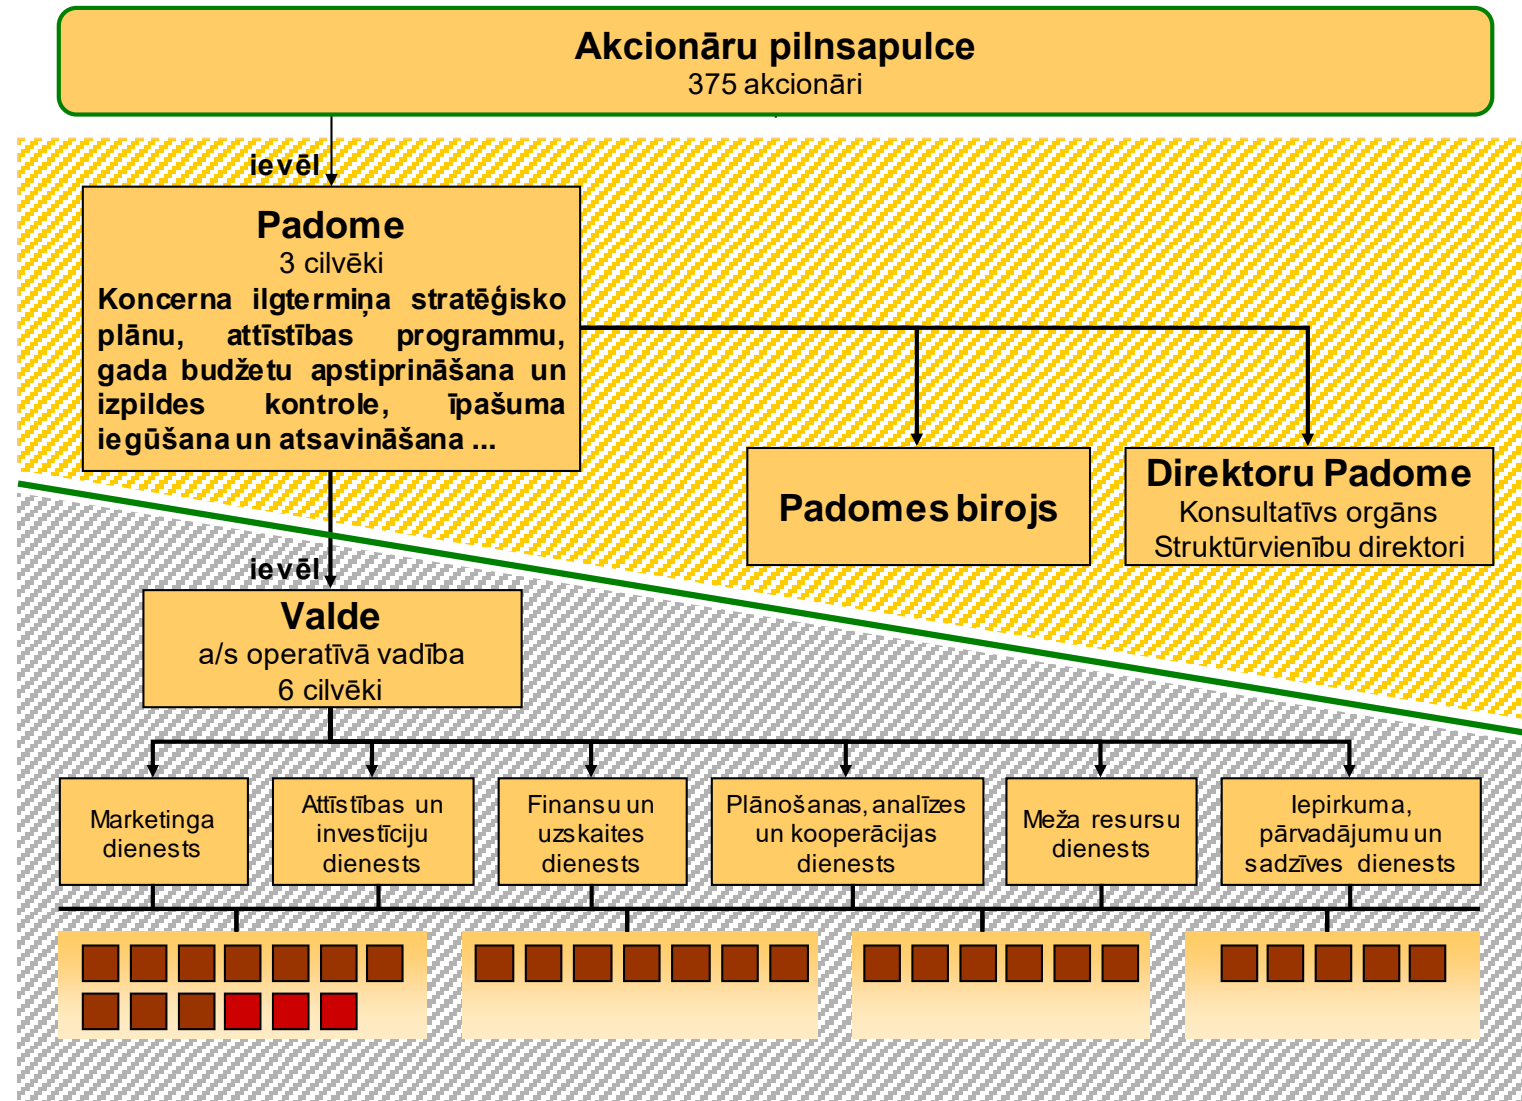 Akcionāru pilnsapulce
375 akcionāri
ievēl
Padome
3 cilvēki
Koncerna ilgtermiņa stratēģisko
plānu, attīstības programmu,
gada budžetu apstiprināšana un
izpildes kontrole, īpašuma
iegūšana un atsavināšana ...
Padomes birojs
Direktoru Padome
Konsultatīvs orgāns
Struktūrvienību direktori
ievēl
Valde
a/s operatīvā vadība
6 cilvēki
Marketinga
dienests
Attīstības un
investīciju
dienests
Finansu un
uzskaites
dienests
Plānošanas, analīzes
un kooperācijas
dienests
Meža resursu
dienests
Iepirkuma,
pārvadājumu un
sadzīves dienests